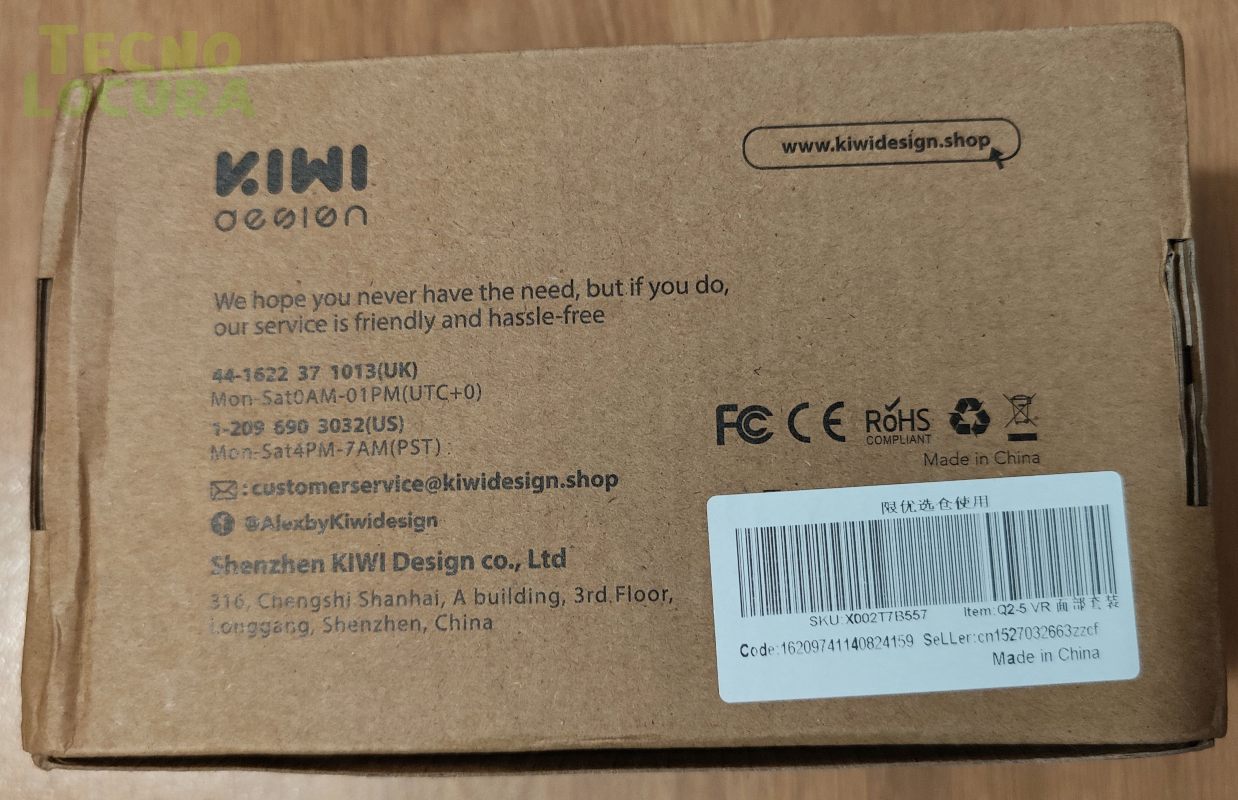 TECNO
LOCURA
KIWI
design
www.kiwidesign.shop
We hope you never have the need, but if you do,
our service is friendly and hassle-free
44-1622 37 1013(UK)
Mon-Sat0AM-01PM(UTC+0)
1-209 690 3032(US)
Mon-Sat4PM-7AM(PST) :
:customerservice@kiwidesign.shop
@AlexbyKiwidesign
Shenzhen KIWI Design co., Ltd
316, Chengshi Shanhai, A building, 3rd Floor,
Longgang, Shenzhen, China
FC CE RoHS
COMPLIANT
Made in China
限优选仓使用
SKU:X002T7B557 Item:Q2-5 VR 面部套装
Code:16209741140824159 SeLLer:cn1527032663zzcf
Made in China